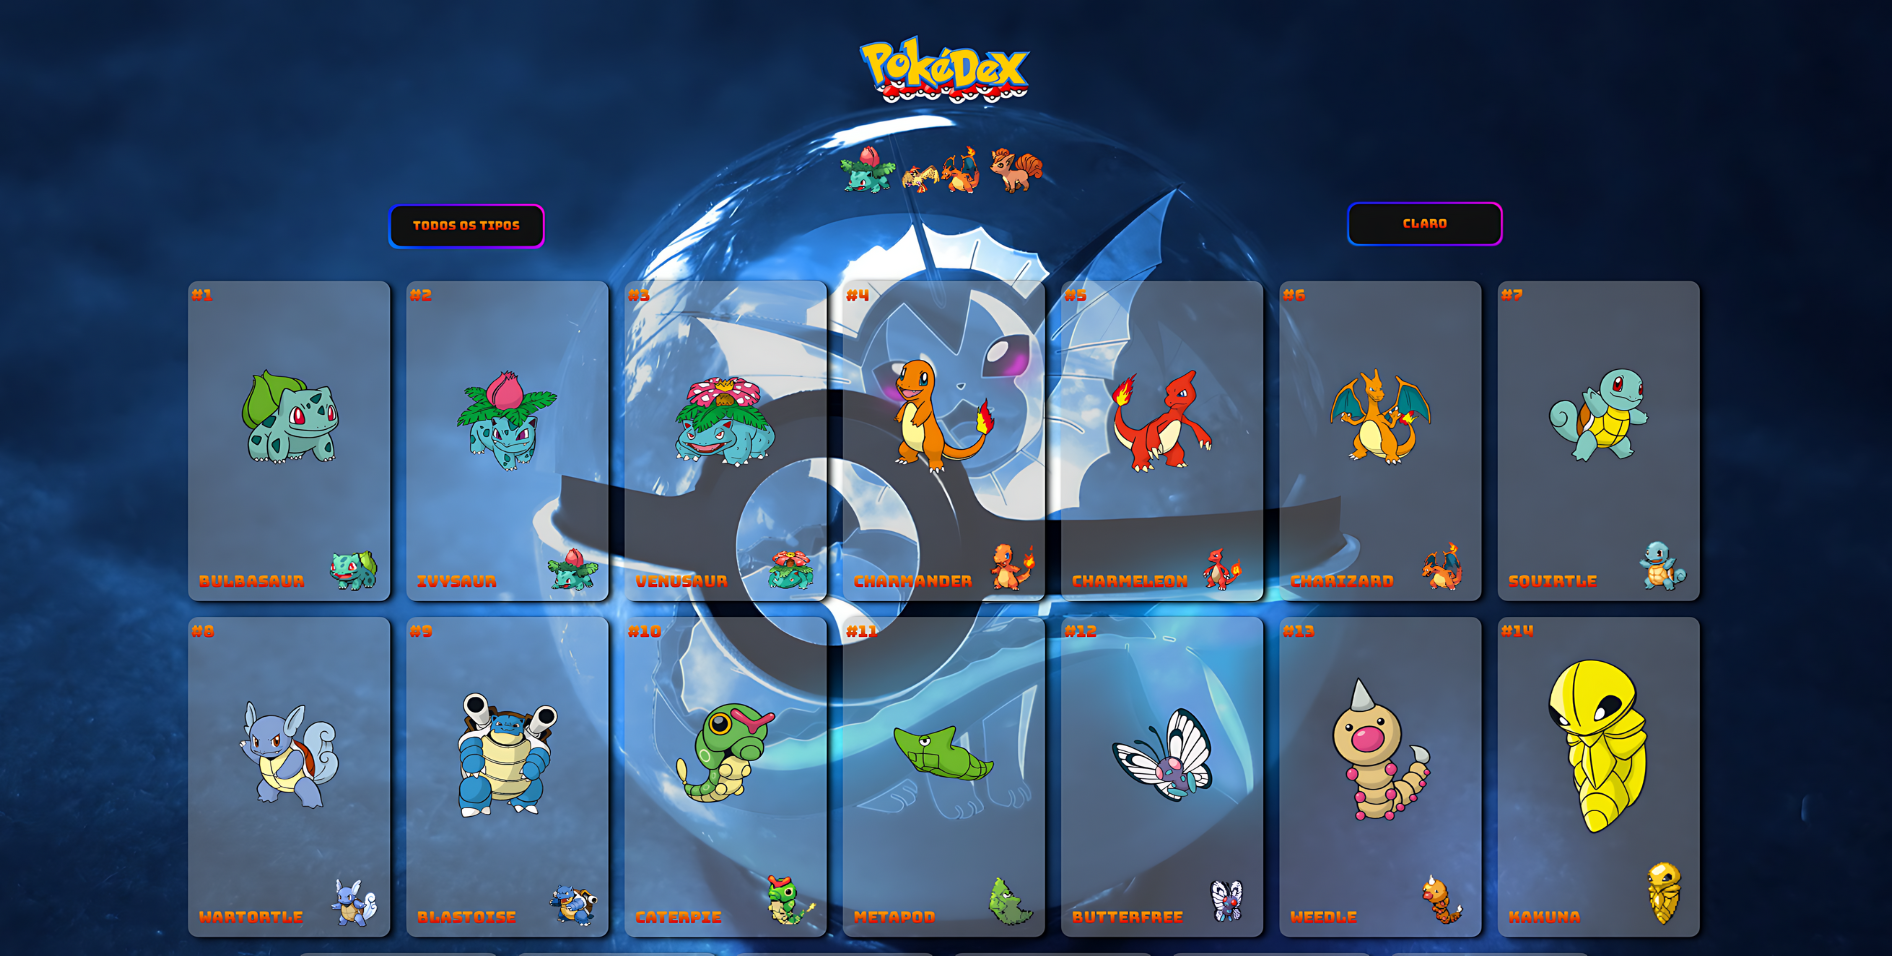 PokéDex
TODOS OS TIPOS
CLARO
#1
#2
#3
#4
#5
#6
#7
BULBASAUR
IVYSAUR
VENUSAUR
CHARMANDER
CHARMELEON
CHARIZARD
SQUIRTLE
#8
#9
#10
#11
#12
#13
#14
WARTORTLE
BLASTOISE
CATERPIE
METAPOD
BUTTERFREE
WEEDLE
KAKUNA